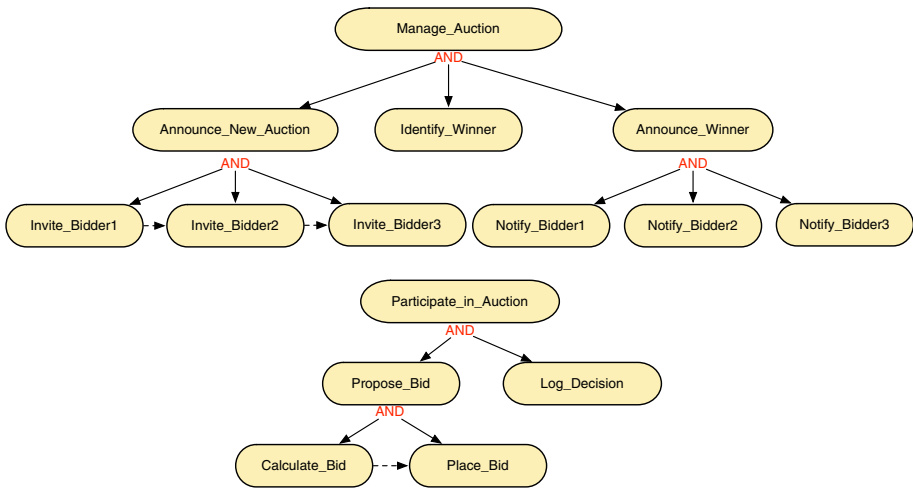 Manage_Auction
AND
Announce_New_Auction
Identify_Winner
Announce_Winner
AND
AND
Invite_Bidder1
Invite_Bidder2
Invite_Bidder3
Notify_Bidder1
Notify_Bidder2
Notify_Bidder3
Participate_in_Auction
AND
Propose_Bid
Log_Decision
AND
Calculate_Bid
Place_Bid